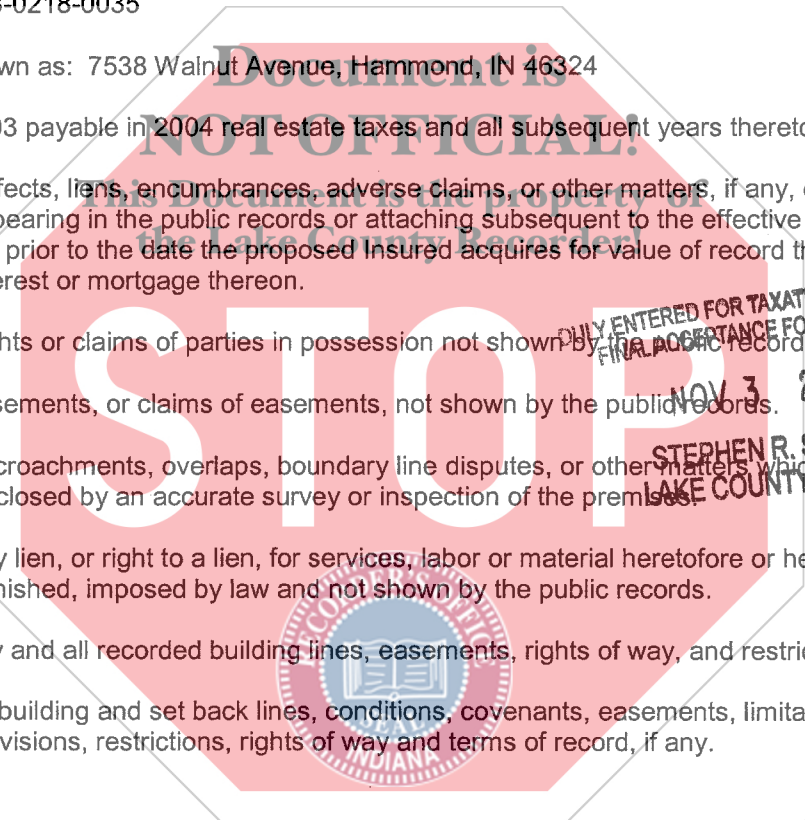 -0218-0035
wn as: 7538 Walnut Avenue, Hammond, IN 46324
Document is
03 payable in 2004 real estate taxes and all subsequent years thereto
NOT OFFICIAL!
fects, liens, encumbrances, adverse claims, or other matters, if any,
This Document is the property of
pearing in the public records or attaching subsequent to the effective
the Lake County Recorder!
prior to the date the proposed Insured acquires for value of record th
erest or mortgage thereon.
DULY ENTERED FOR TAXAT
FINAL ACCEPTANCE FO
hts or claims of parties in possession not shown by the public record
NOV 3 2
sements, or claims of easements, not shown by the public records.
STOP
STEPHEN R. S
LAKE COUNTY
croachments, overlaps, boundary line disputes, or other matters whic
closed by an accurate survey or inspection of the premises.
y lien, or right to a lien, for services, labor or material heretofore or he
nished, imposed by law and not shown by the public records.
RECORDER'S OFFICE
SEAL
INDIANA
y and all recorded building lines, easements, rights of way, and restri
building and set back lines, conditions, covenants, easements, limita
visions, restrictions, rights of way and terms of record, if any.